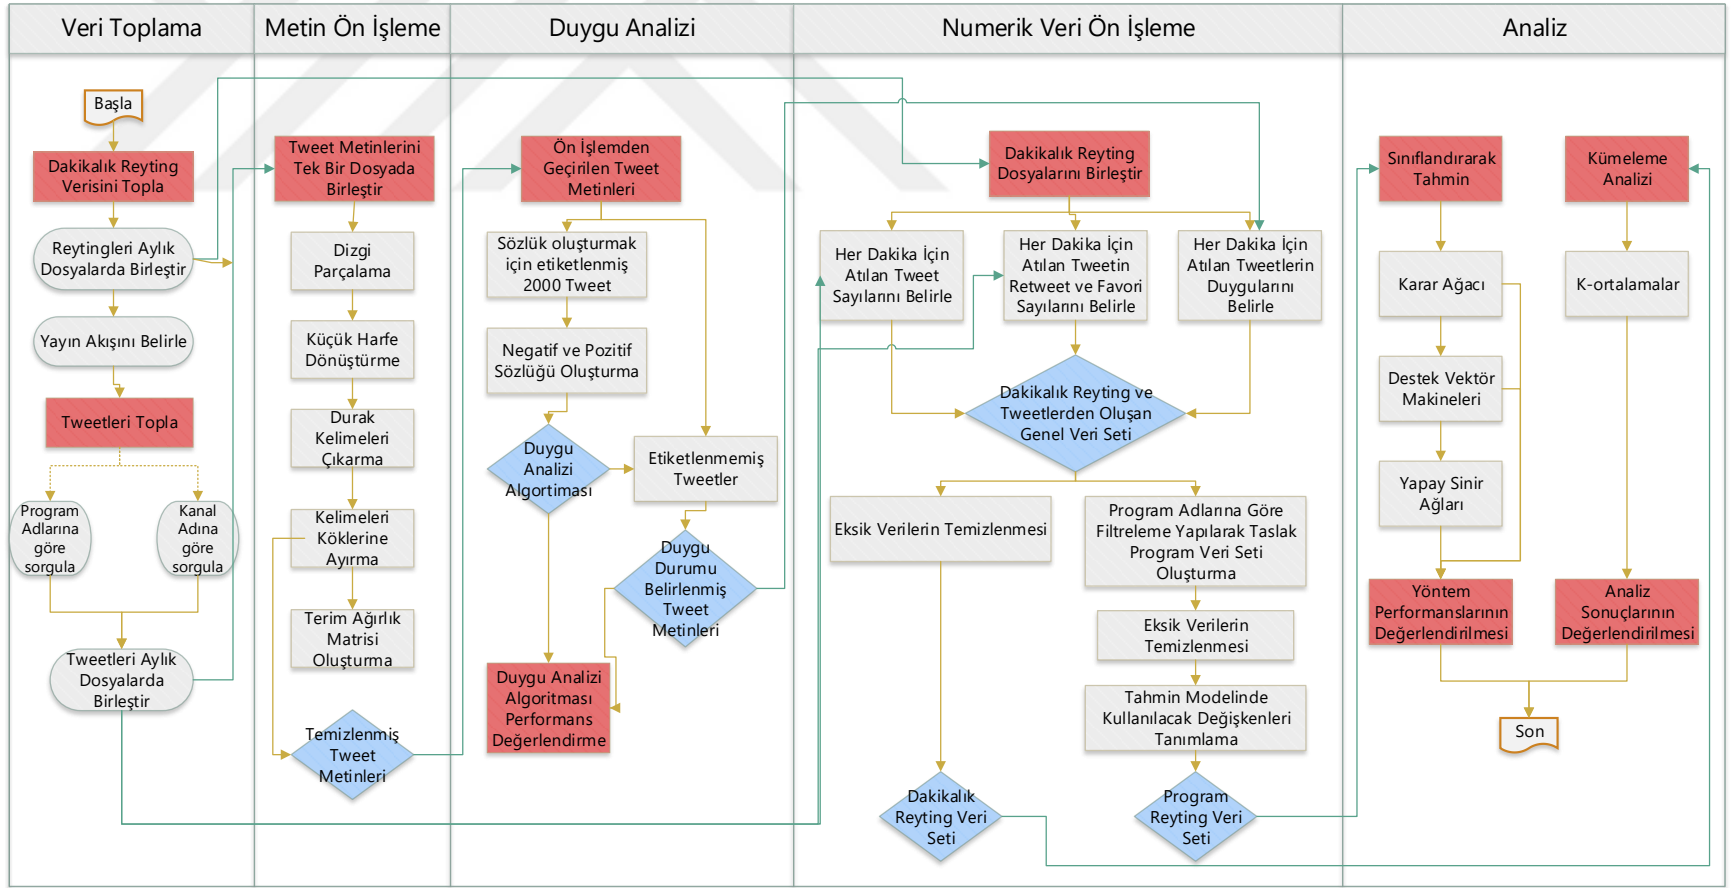 Veri Toplama
Metin Ön İşleme
Duygu Analizi
Numerik Veri Ön İşleme
Analiz
Başla
Dakikalık Reyting
Verisini Topla
Reytingleri Aylık
Dosyalarda Birleştir
Yayın Akışını Belirle
Tweetleri Topla
Program
Adlarına
göre
sorgula
Kanal
Adına
göre
sorgula
Tweetleri Aylık
Dosyalarda
Birleştir
Tweet Metinlerini
Tek Bir Dosyada
Birleştir
Dizgi
Parçalama
Küçük Harfe
Dönüştürme
Durak
Kelimeleri
Çıkarma
Kelimeleri
Köklerine
Ayırma
Terim Ağırlık
Matrisi
Oluşturma
Temizlenmiş
Tweet
Metinleri
Ön İşlemden
Geçirilen Tweet
Metinleri
Sözlük oluşturmak
için etiketlenmiş
2000 Tweet
Negatif ve Pozitif
Sözlüğü Oluşturma
Duygu
Analizi
Algortiması
Etiketlenmemiş
Tweetler
Duygu
Durumu
Belirlenmiş
Tweet
Metinleri
Duygu Analizi
Algoritması
Performans
Değerlendirme
Dakikalık Reyting
Dosyalarını Birleştir
Her Dakika İçin
Atılan Tweet
Sayılarını Belirle
Her Dakika İçin
Atılan Tweetin
Retweet ve Favori
Sayılarını Belirle
Her Dakika İçin
Atılan Tweetlerin
Duygularını
Belirle
Dakikalık Reyting ve
Tweetlerden Oluşan
Genel Veri Seti
Eksik Verilerin Temizlenmesi
Program Adlarına Göre
Filtreleme Yapılarak Taslak
Program Veri Seti
Oluşturma
Eksik Verilerin
Temizlenmesi
Tahmin Modelinde
Kullanılacak Değişkenleri
Tanımlama
Dakikalık
Reyting Veri
Seti
Program
Reyting Veri
Seti
Sınıflandırarak
Tahmin
Karar Ağacı
Destek Vektör
Makineleri
Yapay Sinir
Ağları
Yöntem
Performanslarının
Değerlendirilmesi
Kümeleme
Analizi
K-ortalamalar
Analiz
Sonuçlarının
Değerlendirilmesi
Son